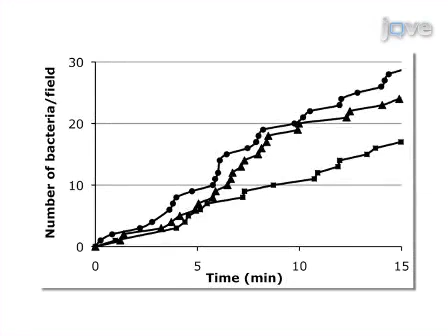 jove
30
20
10
0
Number of bacteria/field
0 5 10 15
Time (min)